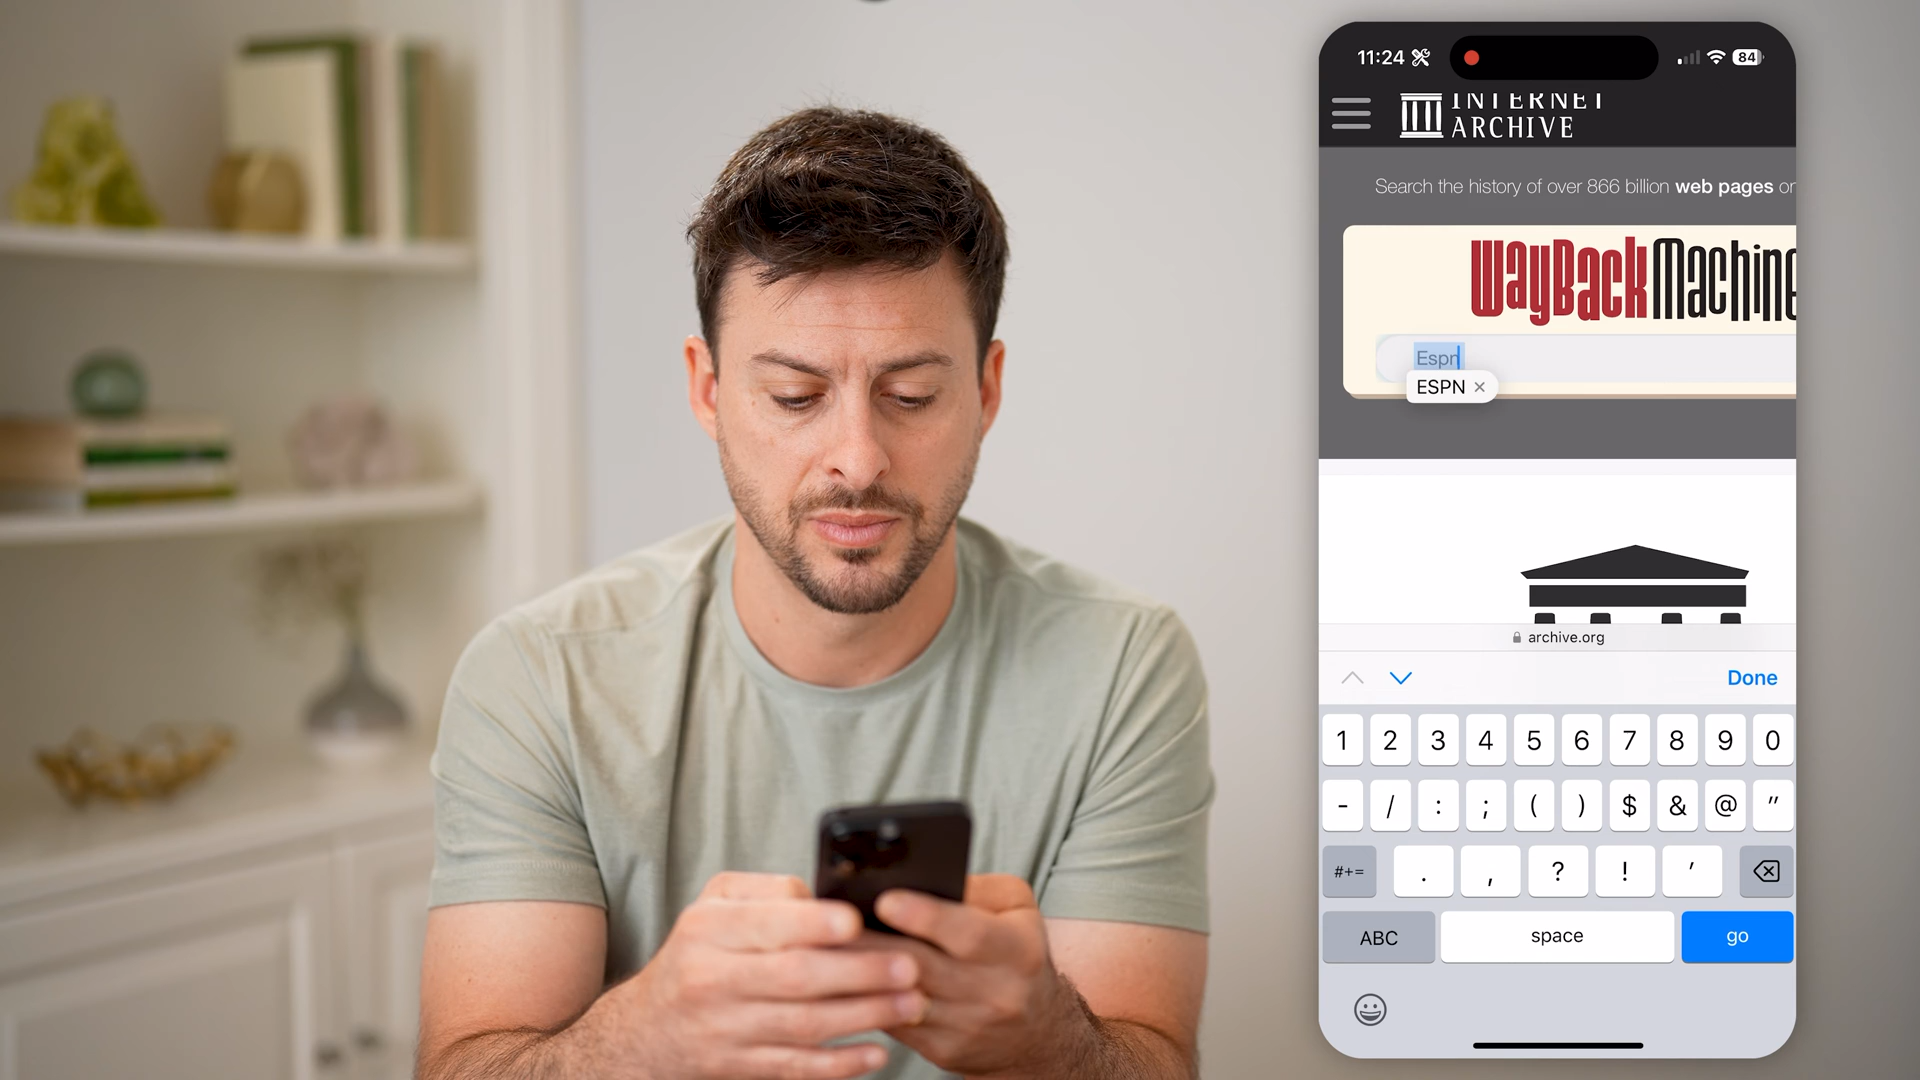 11:24
84
INTERNET
ARCHIVE
Search the history of over 866 billion web pages on
WayBackMachine
Espn
ESPN ×
archive.org
Done
1 2 3 4 5 6 7 8 9 0
- / : ; ( ) $ & @ "
#+= . , ? ! '
ABC space go